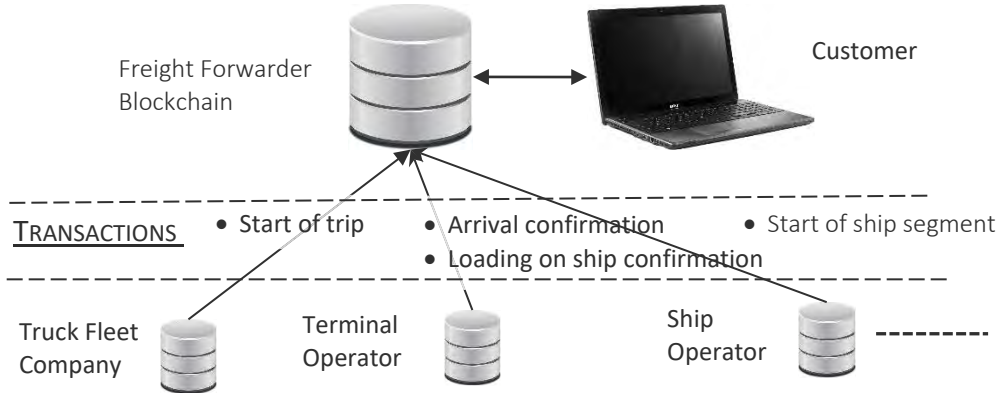 Freight Forwarder
Blockchain
Customer
TRANSACTIONS
• Start of trip
• Arrival confirmation
• Loading on ship confirmation
• Start of ship segment
Truck Fleet
Company
Terminal
Operator
Ship
Operator